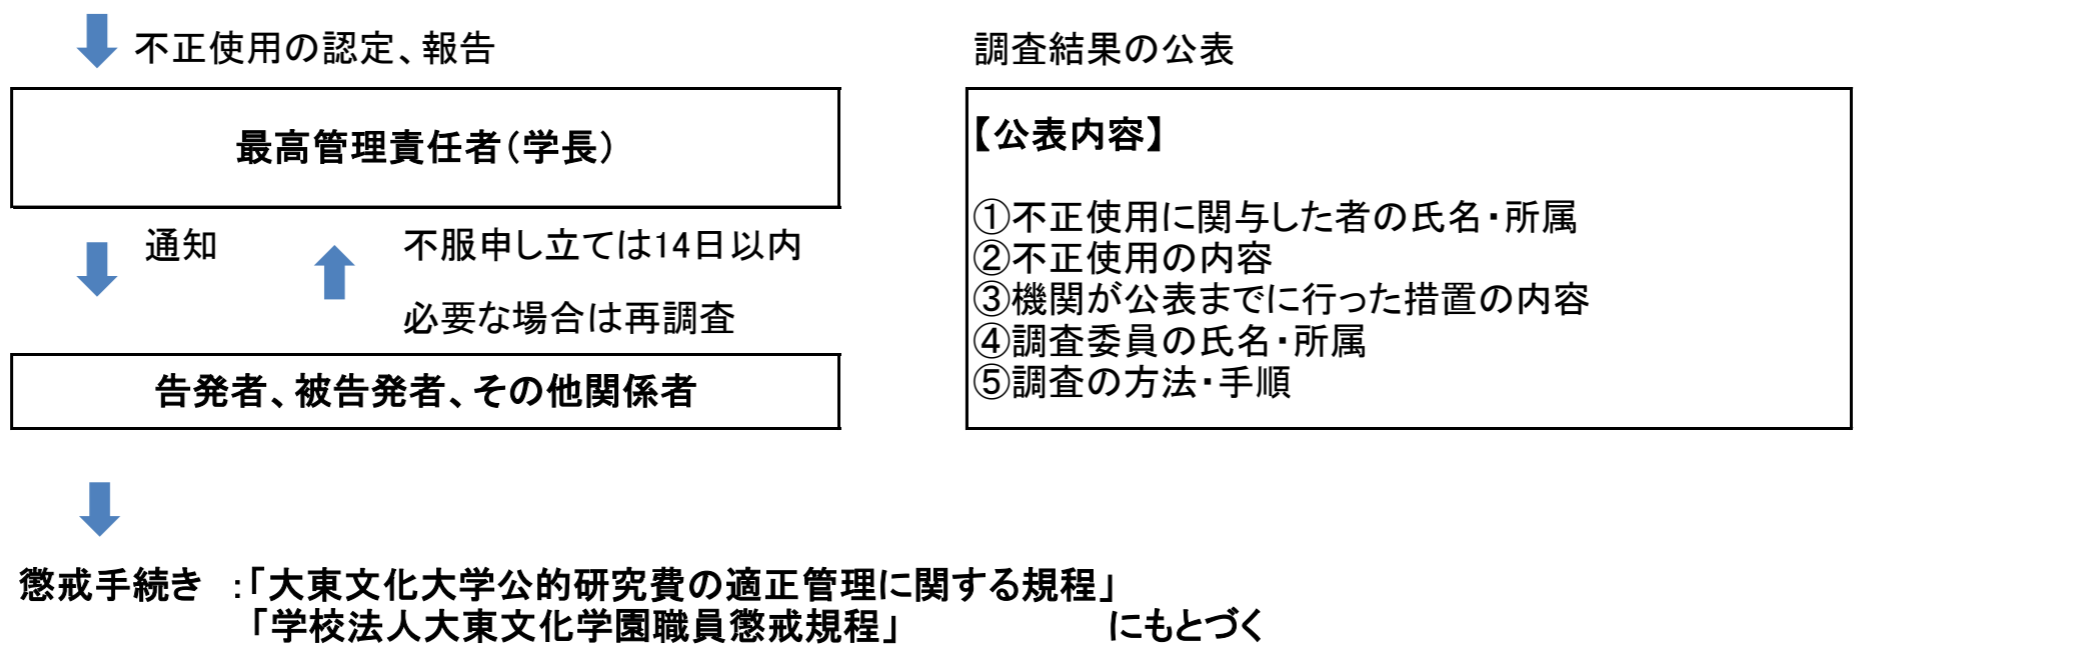 不正使用の認定、報告
最高管理責任者（学長）
通知
不服申し立ては14日以内
必要な場合は再調査
告発者、被告発者、その他関係者
調査結果の公表
【公表内容】
①不正使用に関与した者の氏名・所属
②不正使用の内容
③機関が公表までに行った措置の内容
④調査委員の氏名・所属
⑤調査の方法・手順
懲戒手続き　：「大東文化大学公的研究費の適正管理に関する規程」
「学校法人大東文化学園職員懲戒規程」　　　　　にもとづく